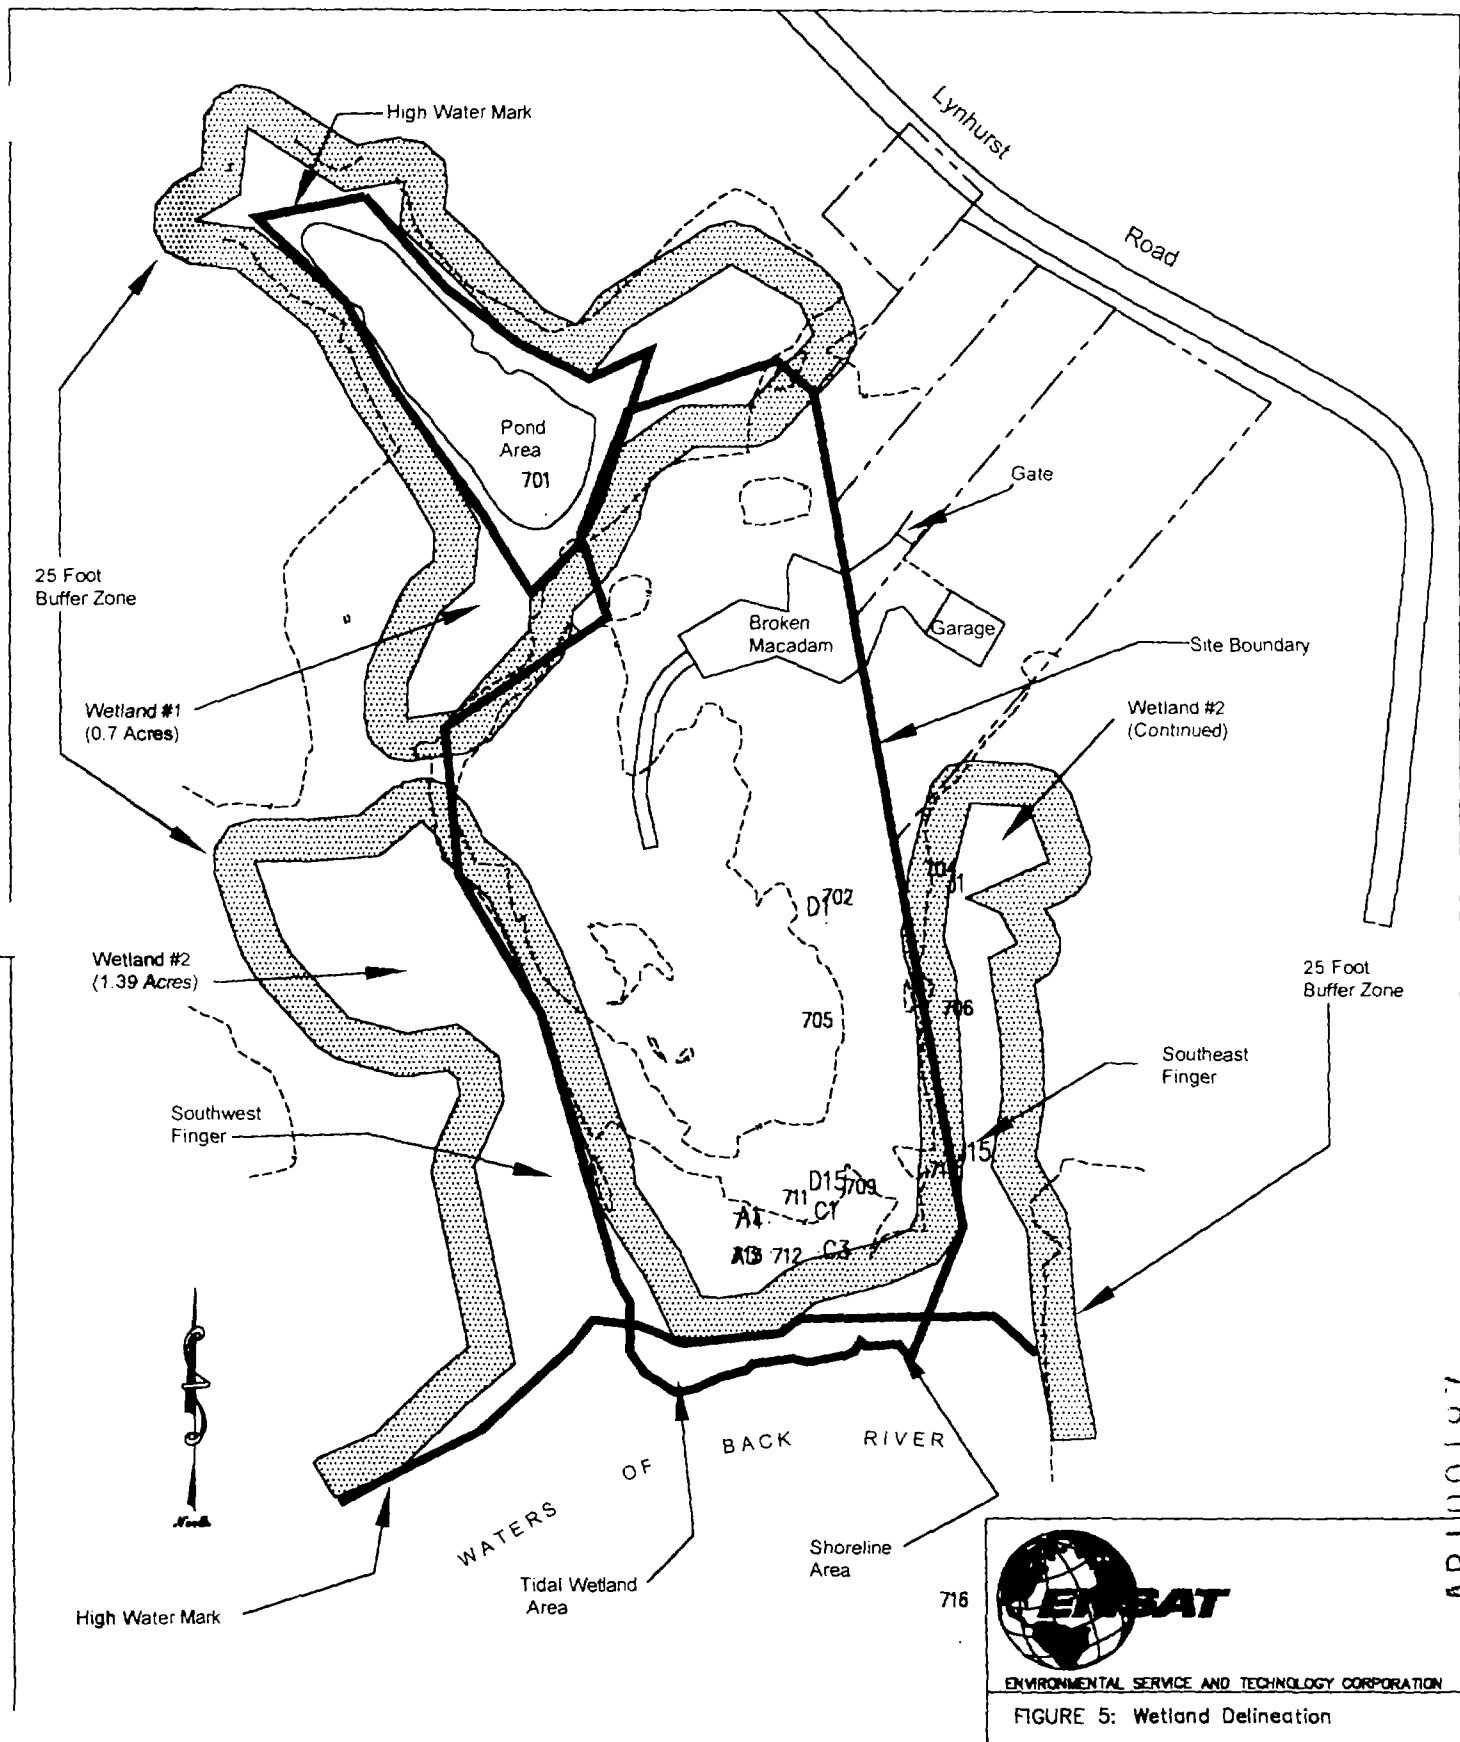 High Water Mark
Lynhurst
Road
Pond
Area
701
Gate
25 Foot
Buffer Zone
Broken
Macadam
Garage
Site Boundary
Wetland #1
(0.7 Acres)
Wetland #2
(Continued)
704
D1
702
Wetland #2
(1.39 Acres)
25 Foot
Buffer Zone
706
705
Southeast
Finger
Southwest
Finger
J15
D15
709
711
C1
A1
712
C3
WATERS OF BACK RIVER
North
Shoreline
Area
Tidal Wetland
Area
High Water Mark
716
ENSAT
ENVIRONMENTAL SERVICE AND TECHNOLOGY CORPORATION
FIGURE 5: Wetland Delineation